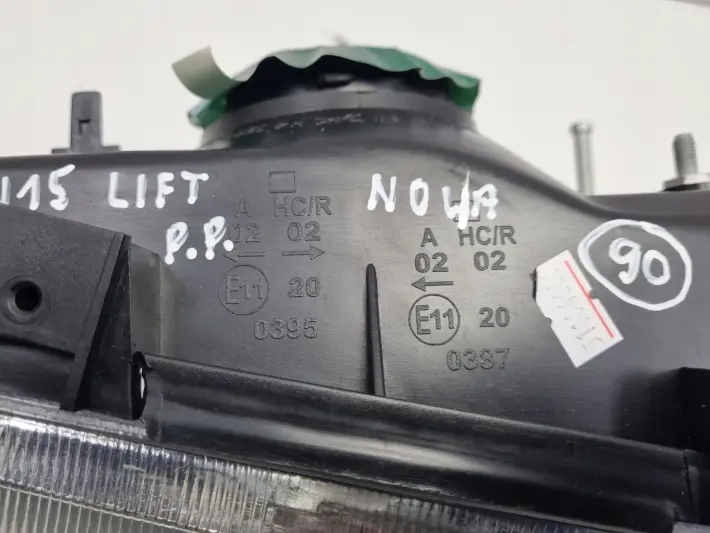 115 LIFT NOWA
P.P.
A HC/R
12 02
E11 20
0395
A HC/R
02 02
E11 20
0387
90